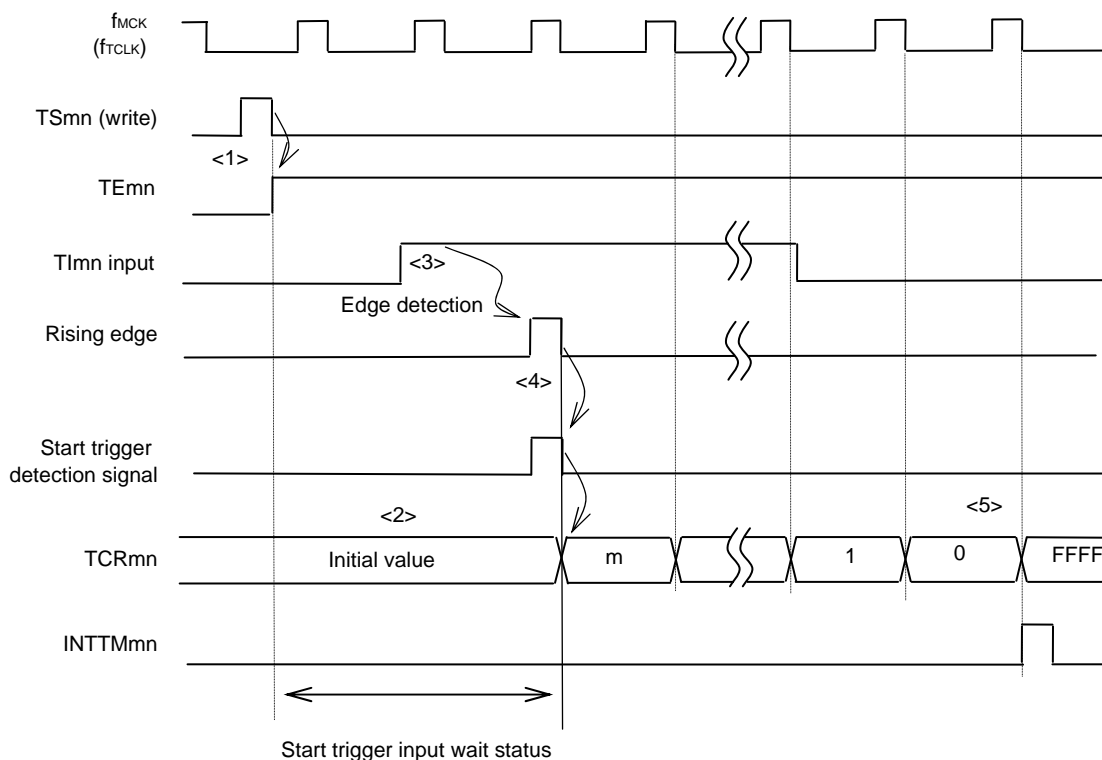 fMCK
(fTCLK)
TSmn (write)
<1>
TEmn
TImn input
<3>
Edge detection
Rising edge
<4>
Start trigger
detection signal
<2>
<5>
TCRmn
Initial value
m
1
0
FFFF
INTTMmn
Start trigger input wait status